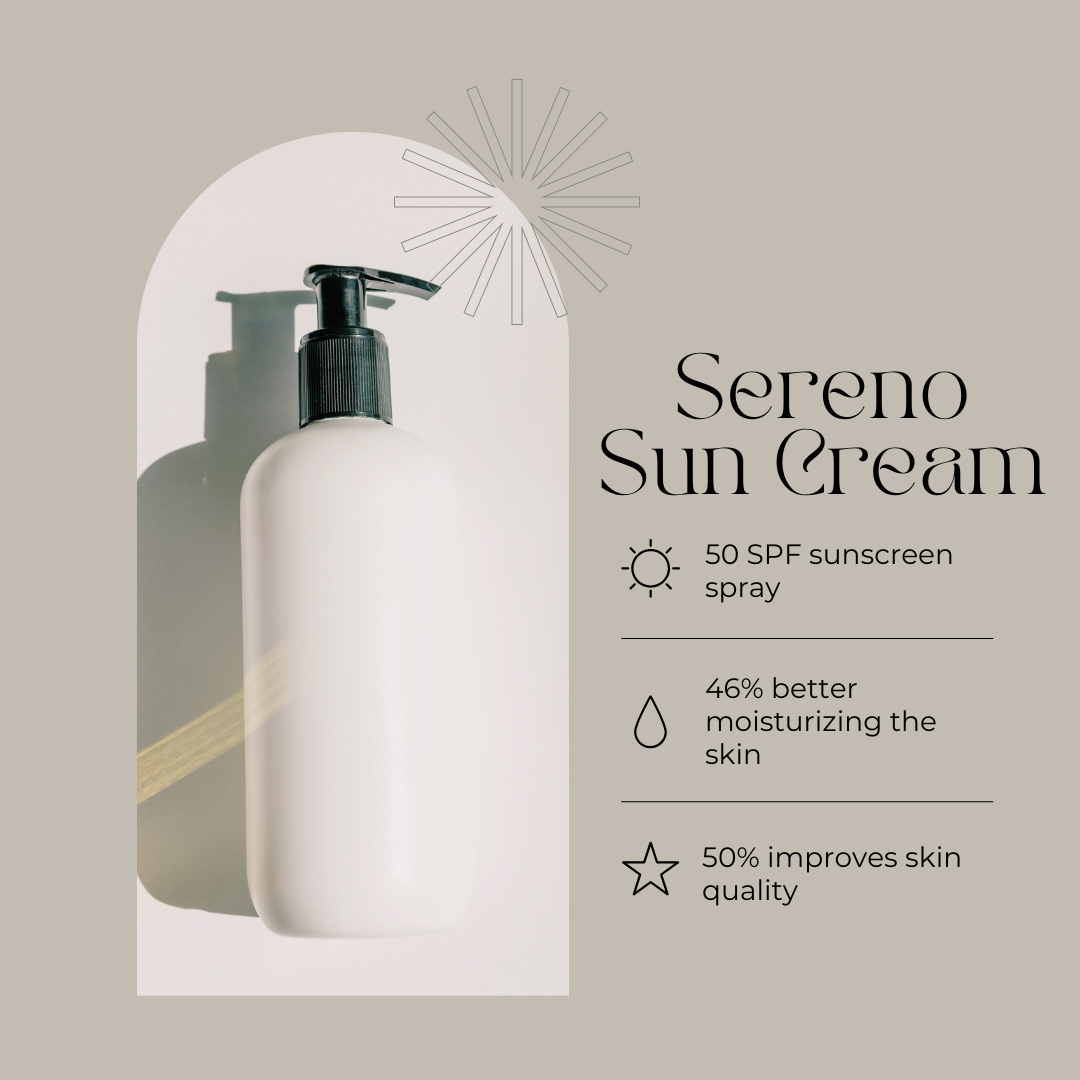 Sereno
Sun Cream
50 SPF sunscreen
spray
46% better
moisturizing the
skin
50% improves skin
quality